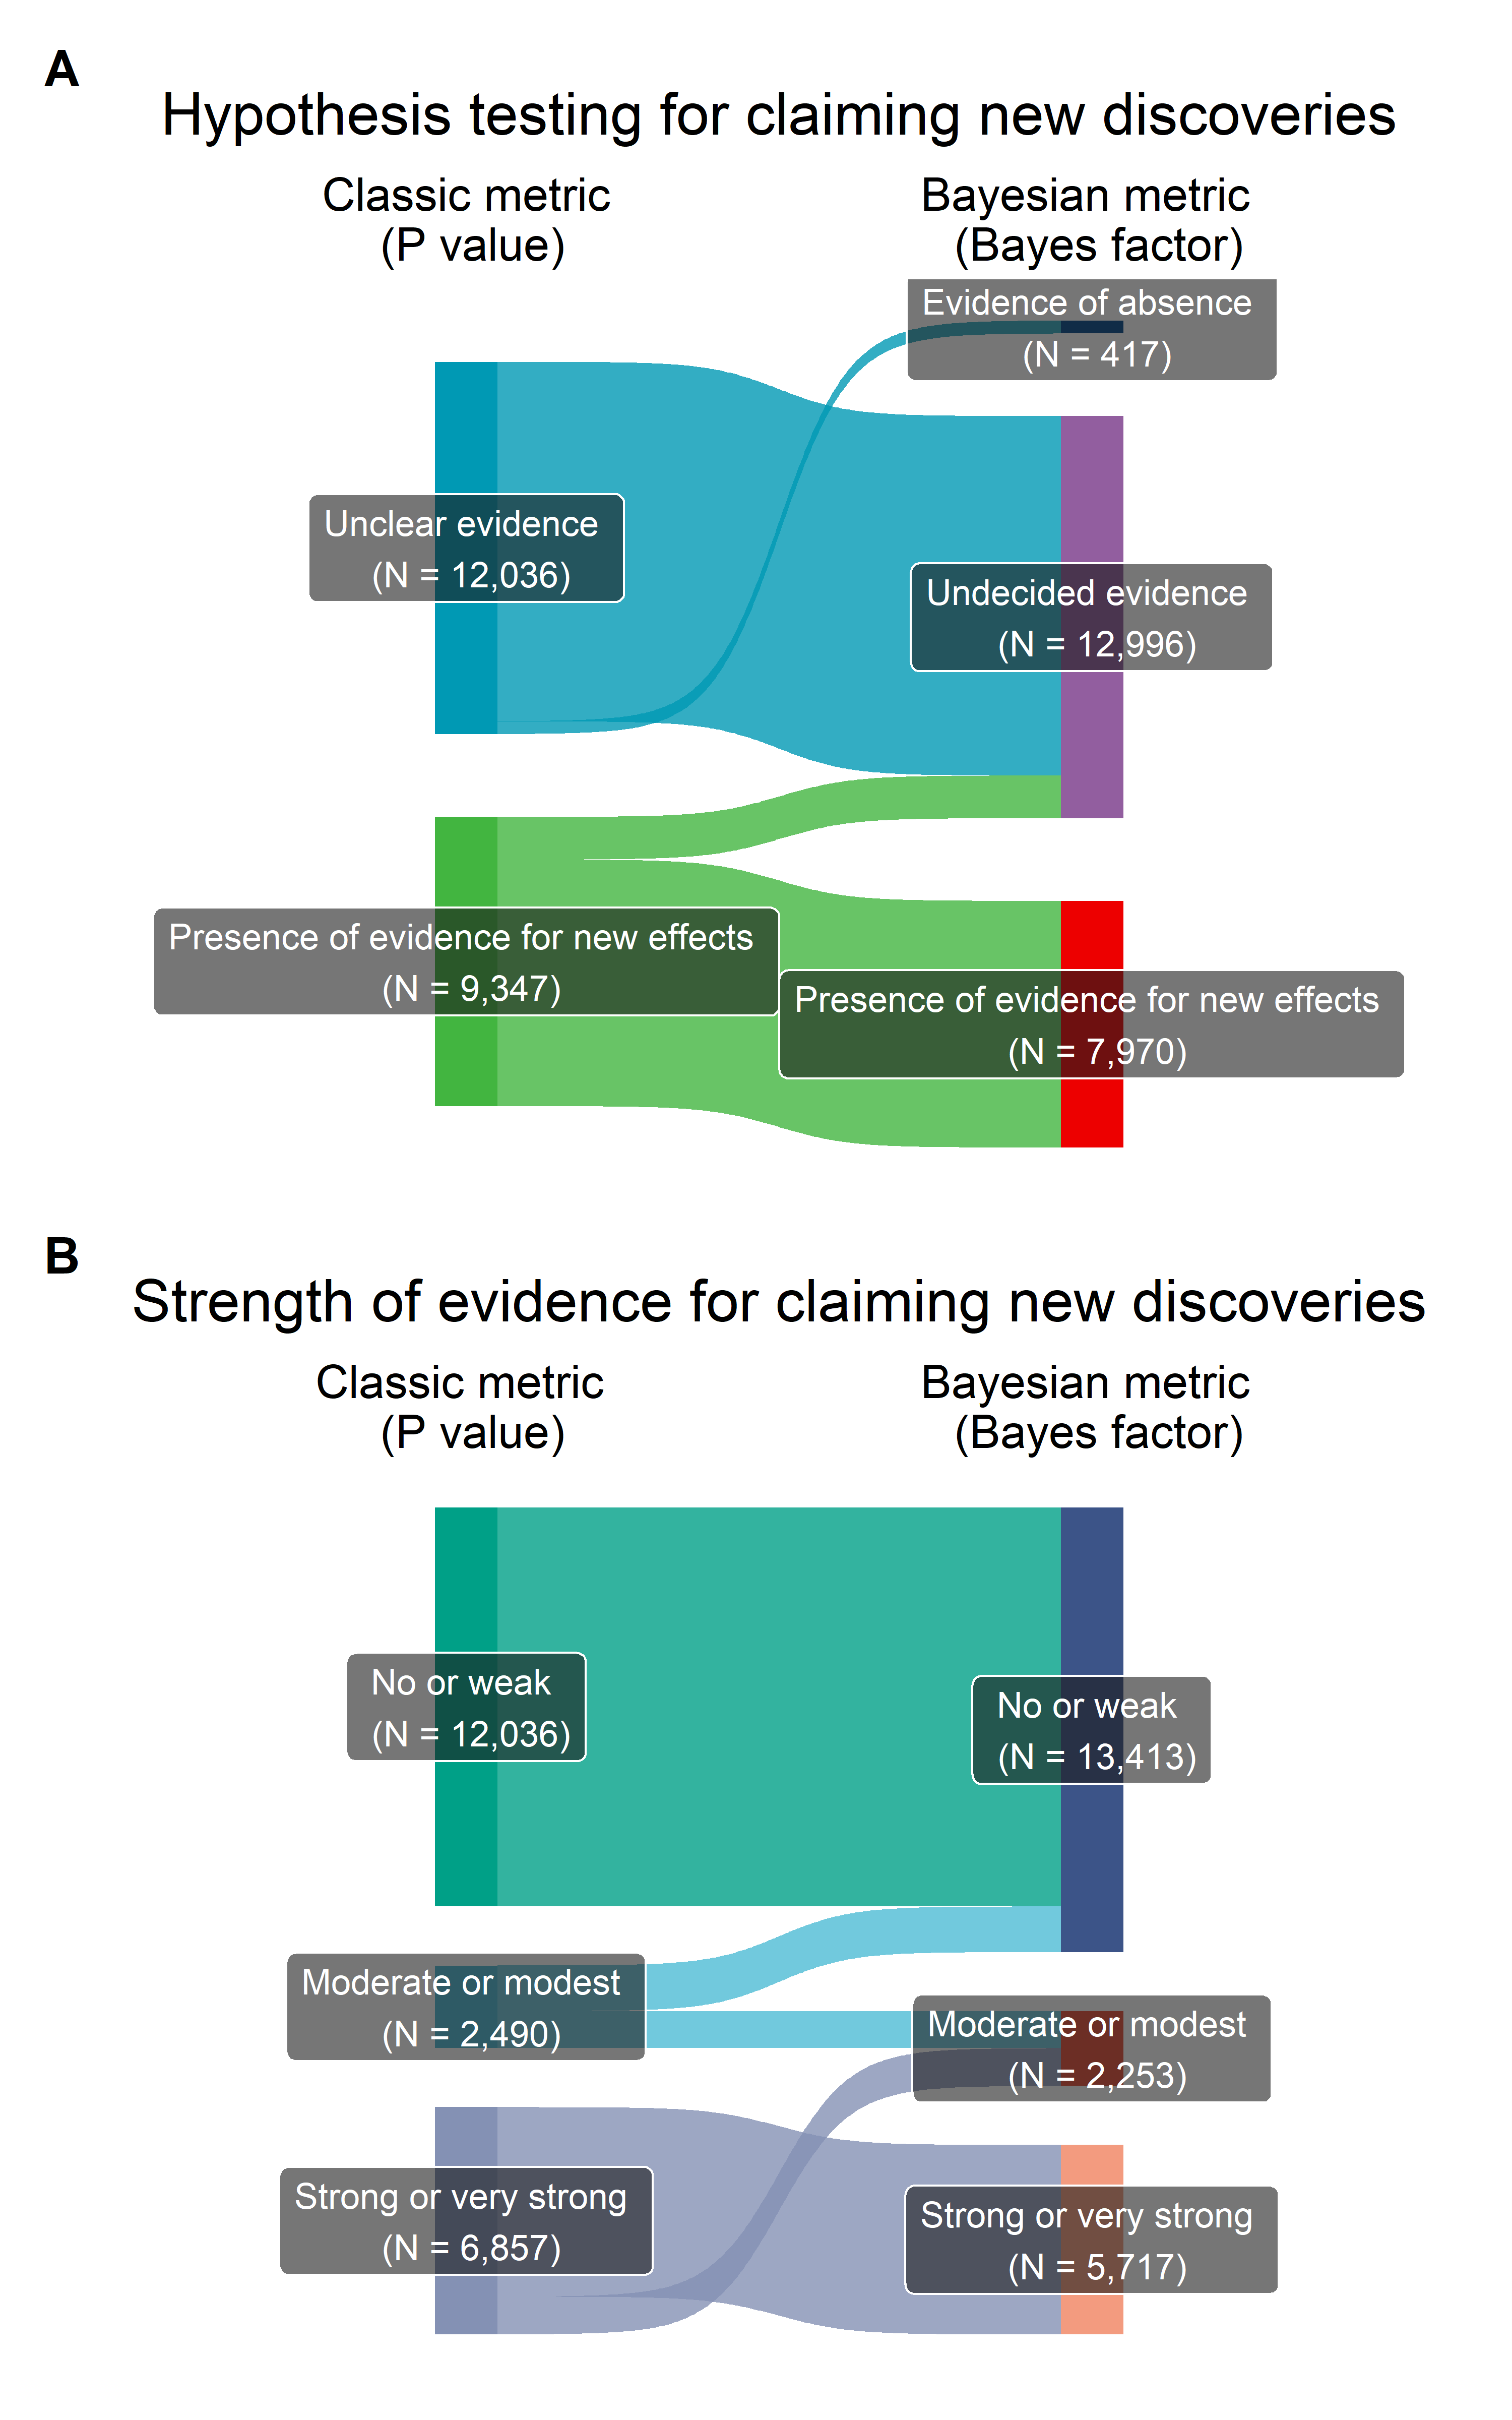 A
Hypothesis testing for claiming new discoveries
Classic metric
(P value)
Bayesian metric
(Bayes factor)
Evidence of absence
(N = 417)
Unclear evidence
(N = 12,036)
Undecided evidence
(N = 12,996)
Presence of evidence for new effects
(N = 9,347)
Presence of evidence for new effects
(N = 7,970)
B
Strength of evidence for claiming new discoveries
Classic metric
(P value)
Bayesian metric
(Bayes factor)
No or weak
(N = 12,036)
No or weak
(N = 13,413)
Moderate or modest
(N = 2,490)
Moderate or modest
(N = 2,253)
Strong or very strong
(N = 6,857)
Strong or very strong
(N = 5,717)